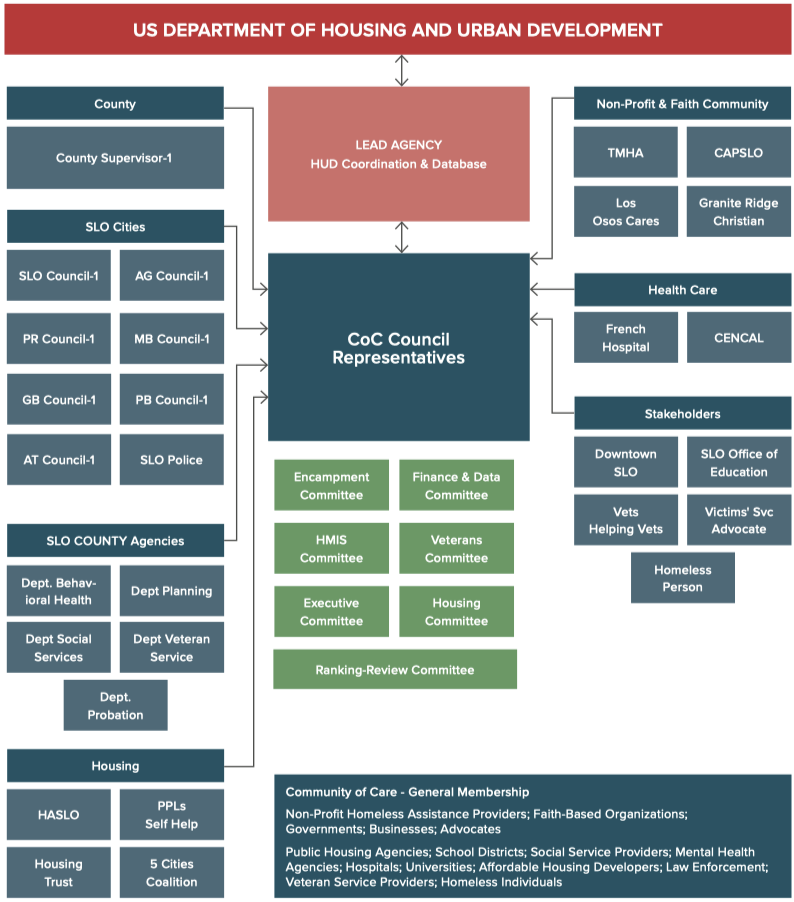 US DEPARTMENT OF HOUSING AND URBAN DEVELOPMENT
LEAD AGENCY
HUD Coordination & Database
County
County Supervisor-1
SLO Cities
SLO Council-1
AG Council-1
PR Council-1
MB Council-1
GB Council-1
PB Council-1
AT Council-1
SLO Police
SLO COUNTY Agencies
Dept. Behav-
ioral Health
Dept Planning
Dept Social
Services
Dept Veteran
Service
Dept.
Probation
Housing
HASLO
PPLs
Self Help
Housing
Trust
5 Cities
Coalition
CoC Council
Representatives
Encampment
Committee
Finance & Data
Committee
HMIS
Committee
Veterans
Committee
Executive
Committee
Housing
Committee
Ranking-Review Committee
Non-Profit & Faith Community
TMHA
CAPSLO
Los
Osos Cares
Granite Ridge
Christian
Health Care
French
Hospital
CENCAL
Stakeholders
Downtown
SLO
SLO Office of
Education
Vets
Helping Vets
Victims' Svc
Advocate
Homeless
Person
Community of Care - General Membership
Non-Profit Homeless Assistance Providers; Faith-Based Organizations;
Governments; Businesses; Advocates
Public Housing Agencies; School Districts; Social Service Providers; Mental Health
Agencies; Hospitals; Universities; Affordable Housing Developers; Law Enforcement;
Veteran Service Providers; Homeless Individuals